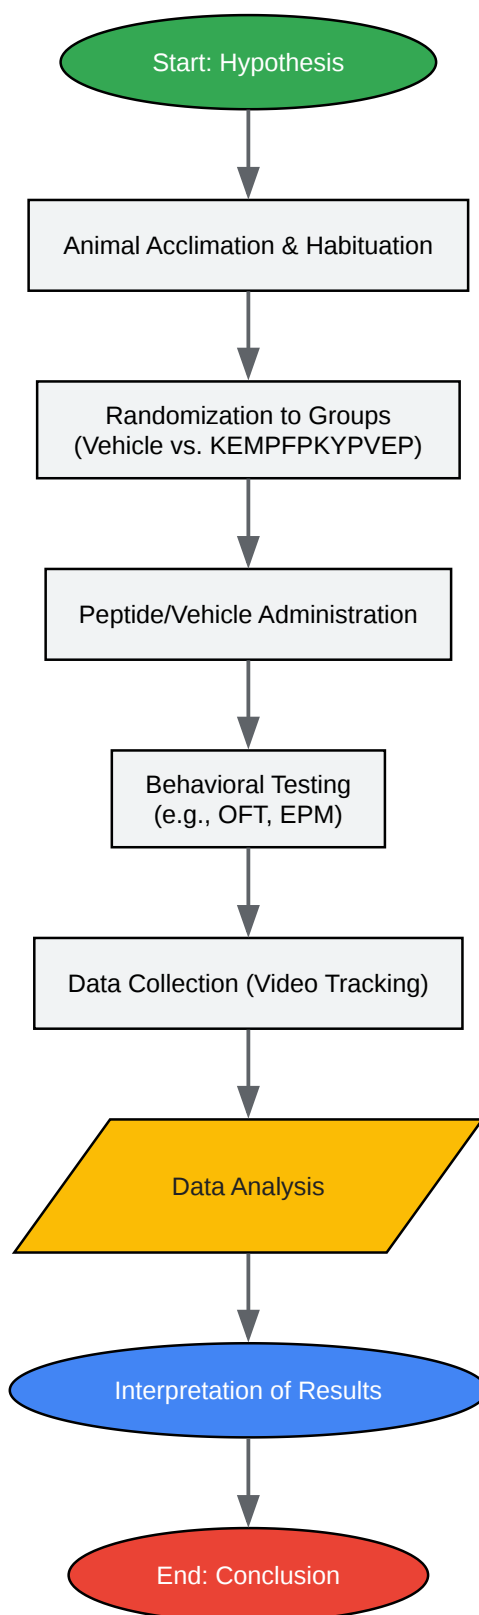 Start: Hypothesis
Animal Acclimation & Habituation
Randomization to Groups
(Vehicle vs. KEMPFPKYPVEP)
Peptide/Vehicle Administration
Behavioral Testing
(e.g., OFT, EPM)
Data Collection (Video Tracking)
Data Analysis
Interpretation of Results
End: Conclusion